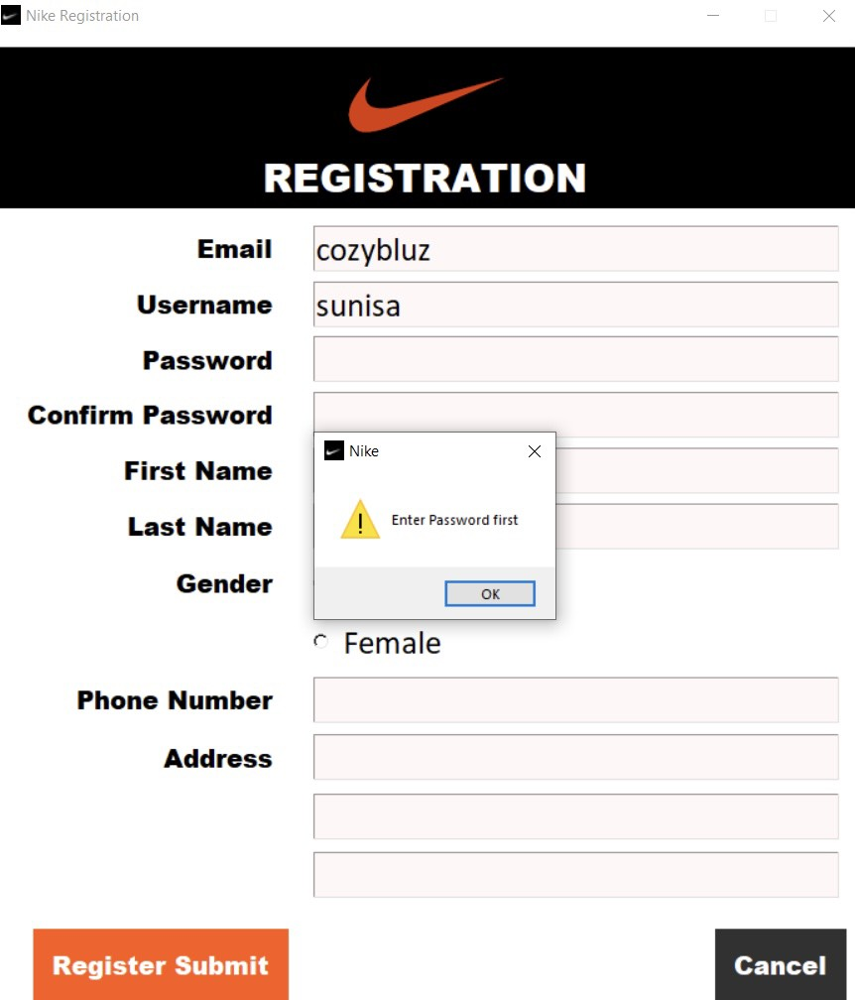 Nike Registration
REGISTRATION
Email
cozybluz
Username
sunisa
Password
Confirm Password
Nike
First Name
Enter Password first
Last Name
Gender
OK
Female
Phone Number
Address
Register Submit
Cancel